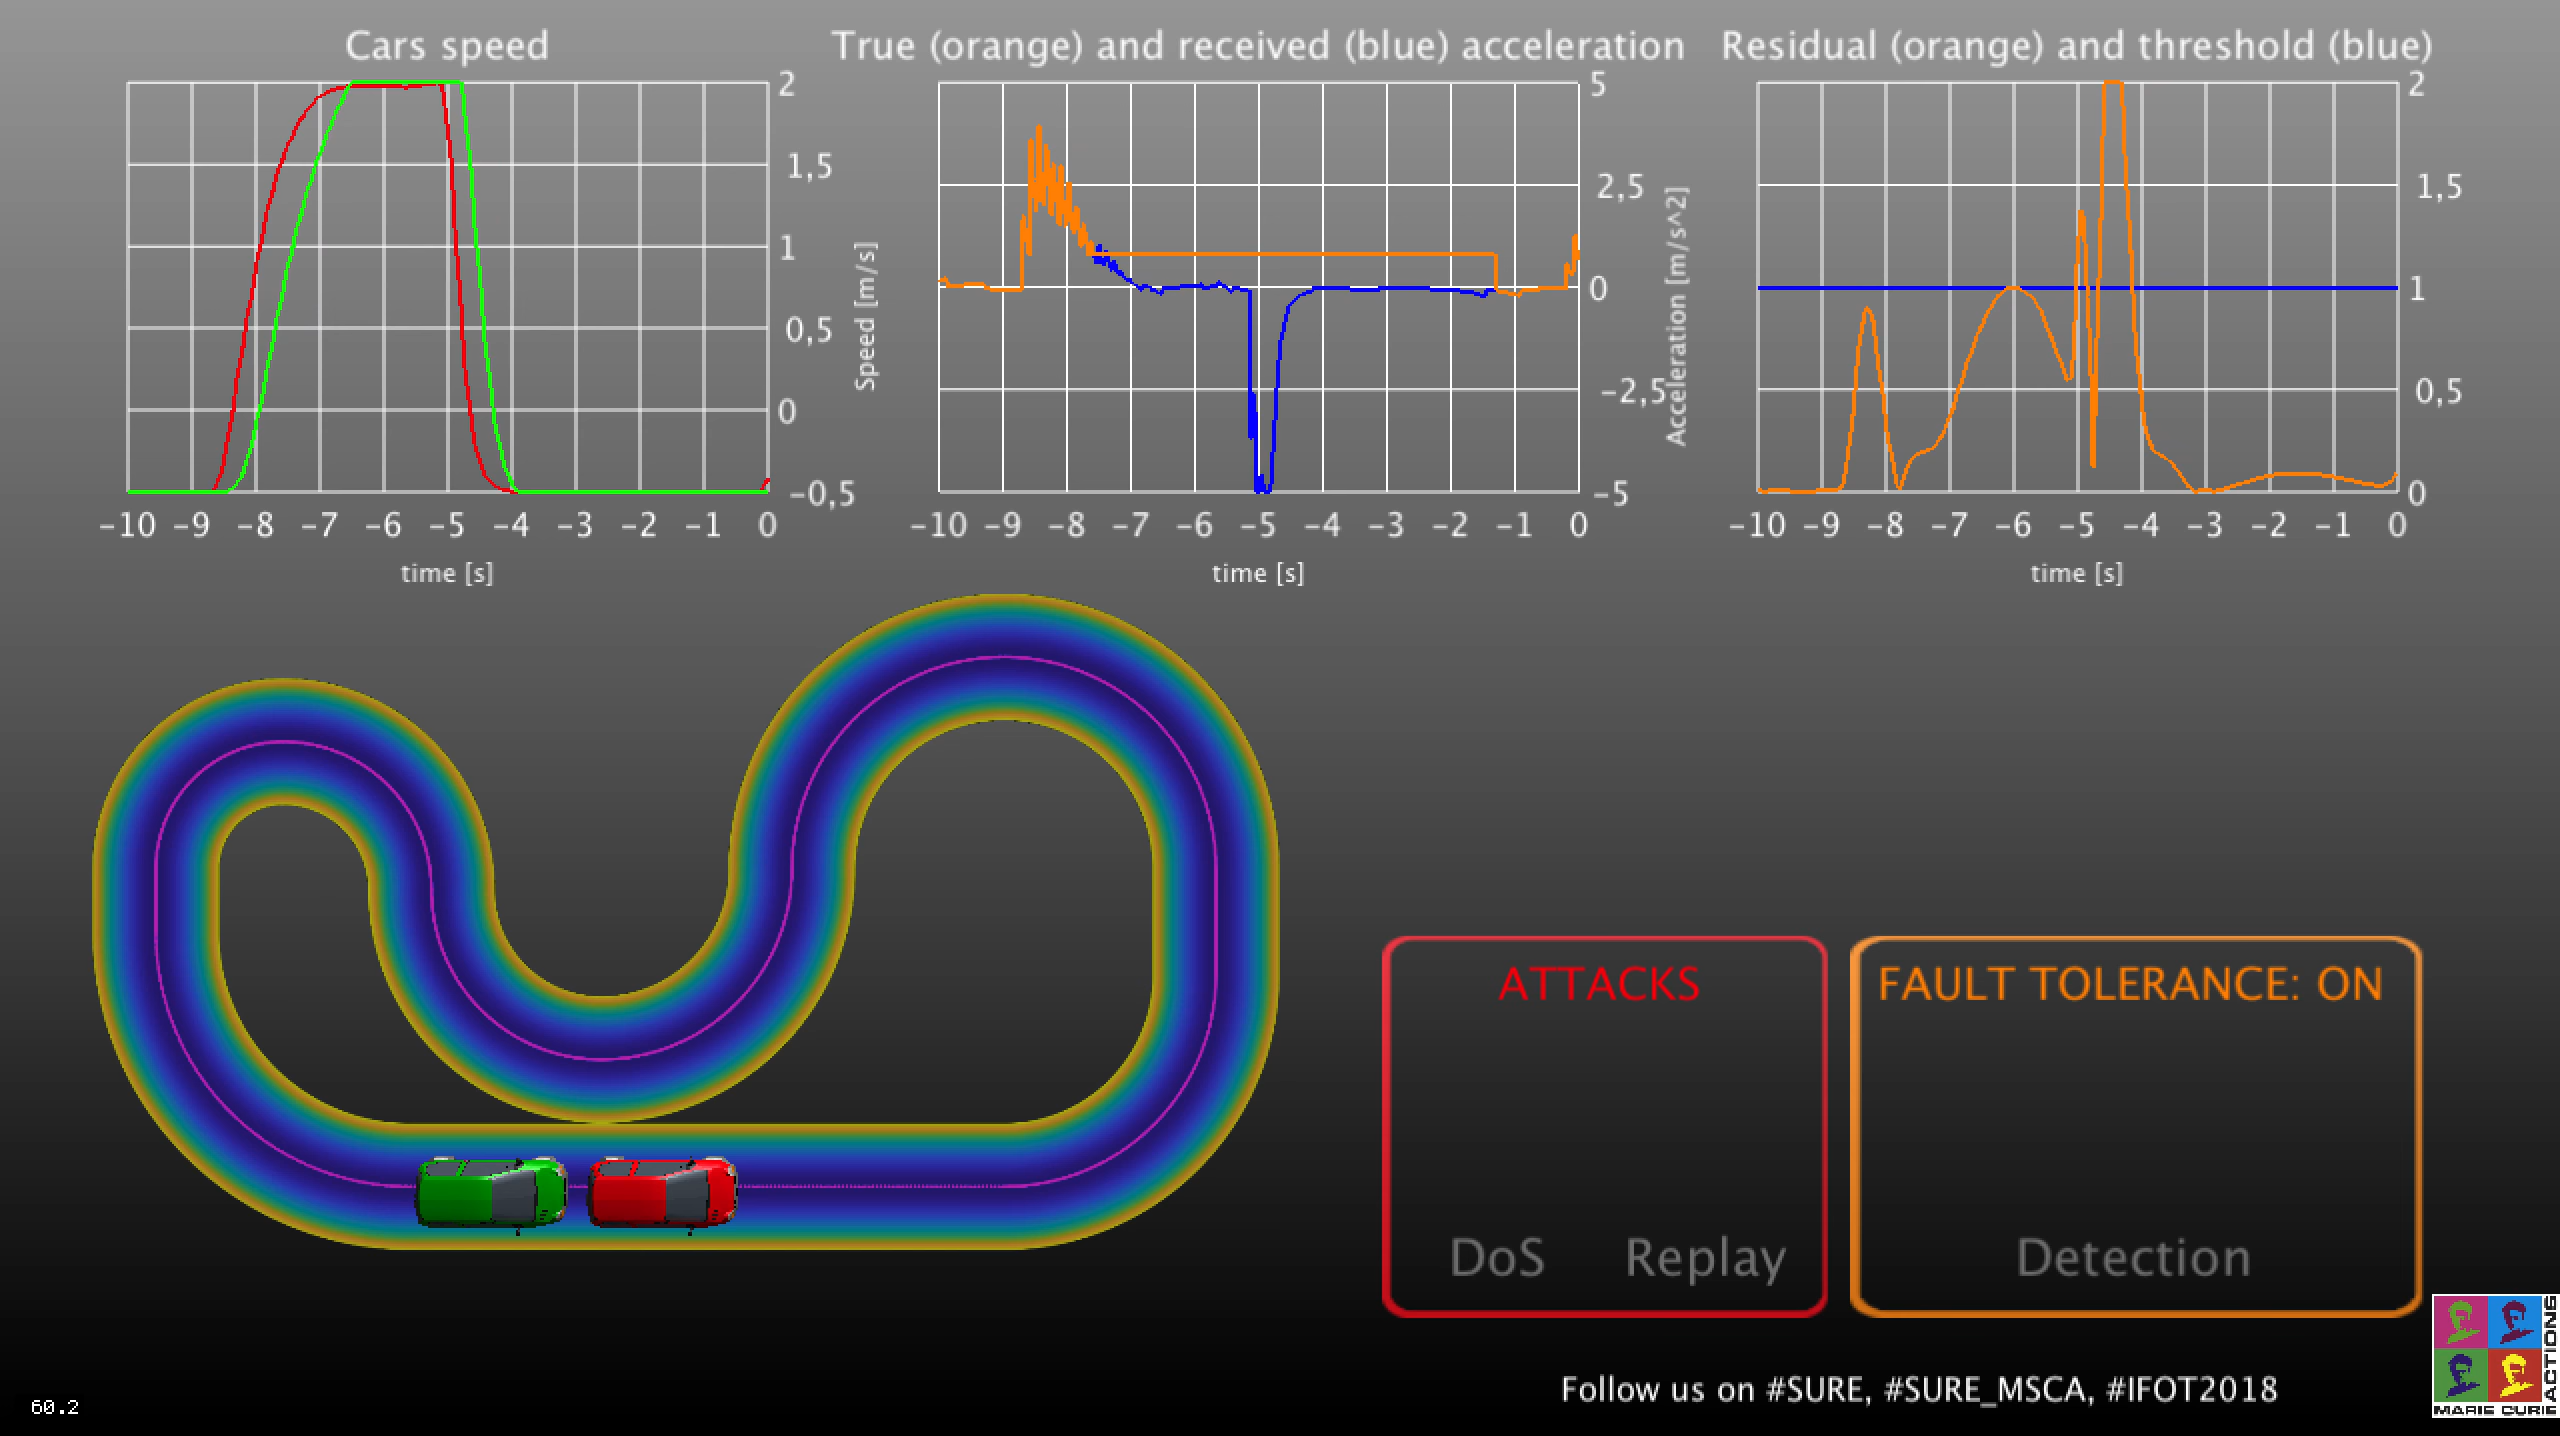 Cars speed
True (orange) and received (blue) acceleration
Residual (orange) and threshold (blue)
2
1,5
1
0,5
0
-0,5
Speed [m/s]
-10 -9 -8 -7 -6 -5 -4 -3 -2 -1 0
time [s]
5
2,5
0
-2,5
-5
Acceleration [m/s^2]
-10 -9 -8 -7 -6 -5 -4 -3 -2 -1 0
time [s]
2
1,5
1
0,5
0
-10 -9 -8 -7 -6 -5 -4 -3 -2 -1 0
time [s]
ATTACKS
DoS Replay
FAULT TOLERANCE: ON
Detection
Follow us on #SURE, #SURE_MSCA, #IFOT2018
60.2
MARIE CURIE
ACTIONS